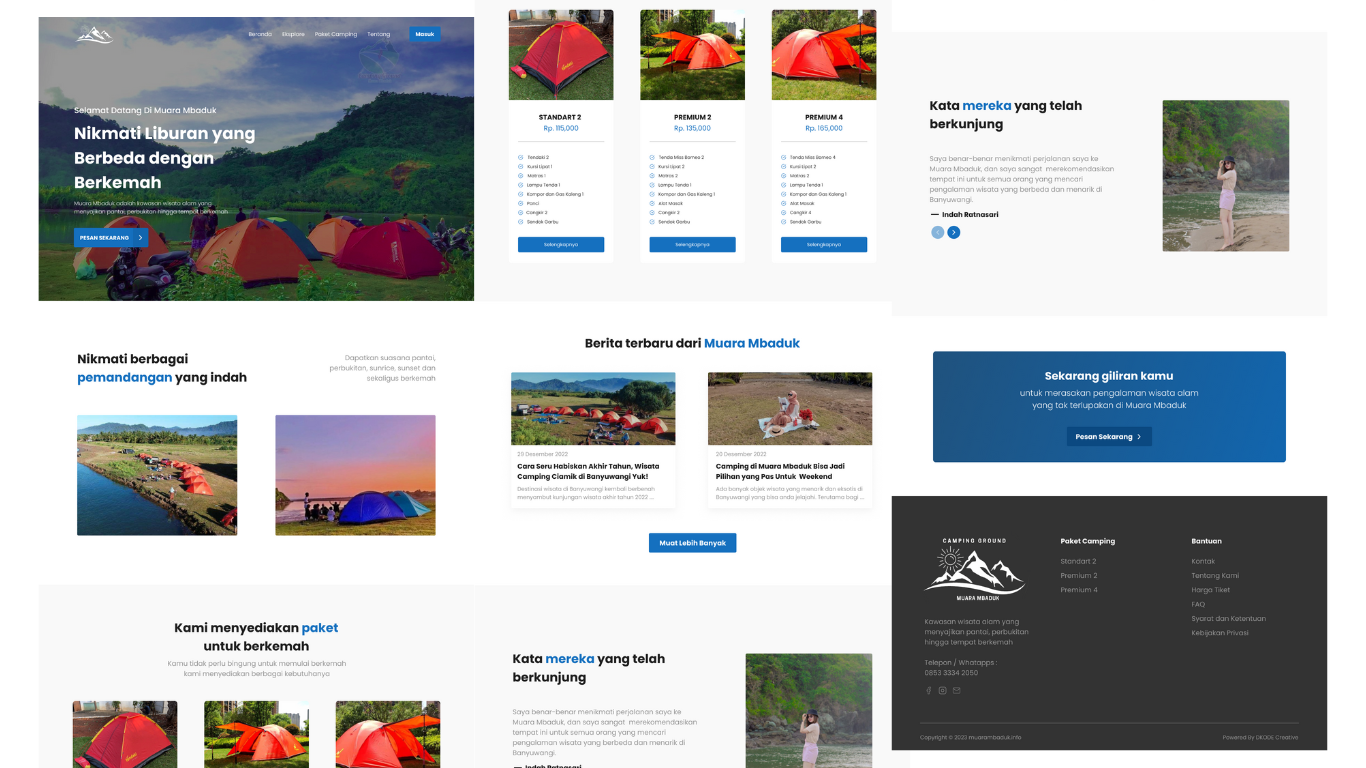 Beranda
Eksplore
Paket Camping
Tentang
Masuk
Selamat Datang Di Muara Mbaduk
Nikmati Liburan yang
Berbeda dengan
Berkemah
Muara Mbaduk adalah kawasan wisata alam yang
menyajikan pantai, perbukitan hingga tempat berkemah.
PESAN SEKARANG
Nikmati berbagai
pemandangan yang indah
Dapatkan suasana pantai,
perbukitan, sunrice, sunset dan
sekaligus berkemah
Kami menyediakan paket
untuk berkemah
Kamu tidak perlu bingung untuk memulai berkemah
kami menyediakan berbagai kebutuhanya
STANDART 2
Rp. 115,000
Tendaki 2
Kursi Lipat 1
Matras 1
Lampu Tenda 1
Kompor dan Gas Kaleng 1
Panci
Cangkir 2
Sendok Garbu
Selengkapnya
PREMIUM 2
Rp. 135,000
Tenda Miss Borneo 2
Kursi Lipat 2
Matras 2
Lampu Tenda 1
Kompor dan Gas Kaleng 1
Alat Masak
Cangkir 2
Sendok Garbu
Selengkapnya
PREMIUM 4
Rp. 165,000
Tenda Miss Borneo 4
Kursi Lipat 2
Matras 2
Lampu Tenda 1
Kompor dan Gas Kaleng 1
Alat Masak
Cangkir 4
Sendok Garbu
Selengkapnya
Berita terbaru dari Muara Mbaduk
20 Desember 2022
Cara Seru Habiskan Akhir Tahun, Wisata
Camping Ciamik di Banyuwangi Yuk!
Destinasi wisata di Banyuwangi kembali berbenah
menyambut kunjungan wisata akhir tahun 2022 ...
20 Desember 2022
Camping di Muara Mbaduk Bisa Jadi
Pilihan yang Pas Untuk Weekend
Ada banyak objek wisata yang menarik dan eksotis di
Banyuwangi yang bisa anda jelajahi. Terutama bagi ...
Muat Lebih Banyak
Kata mereka yang telah
berkunjung
Saya benar-benar menikmati perjalanan saya ke
Muara Mbaduk, dan saya sangat merekomendasikan
tempat ini untuk semua orang yang mencari
pengalaman wisata yang berbeda dan menarik di
Banyuwangi.
Indah Ratnasari
Kata mereka yang telah
berkunjung
Saya benar-benar menikmati perjalanan saya ke
Muara Mbaduk, dan saya sangat merekomendasikan
tempat ini untuk semua orang yang mencari
pengalaman wisata yang berbeda dan menarik di
Banyuwangi.
Indah Ratnasari
Sekarang giliran kamu
untuk merasakan pengalaman wisata alam
yang tak terlupakan di Muara Mbaduk
Pesan Sekarang
CAMPING GROUND
MUARA MBADUK
Kawasan wisata alam yang
menyajikan pantai, perbukitan
hingga tempat berkemah
Telepon / Whatapps :
0853 3334 2050
Paket Camping
Standart 2
Premium 2
Premium 4
Bantuan
Kontak
Tentang Kami
Harga Tiket
FAQ
Syarat dan Ketentuan
Kebijakan Privasi
Copyright © 2023 muarambaduk.info
Powered By GKODE Creative